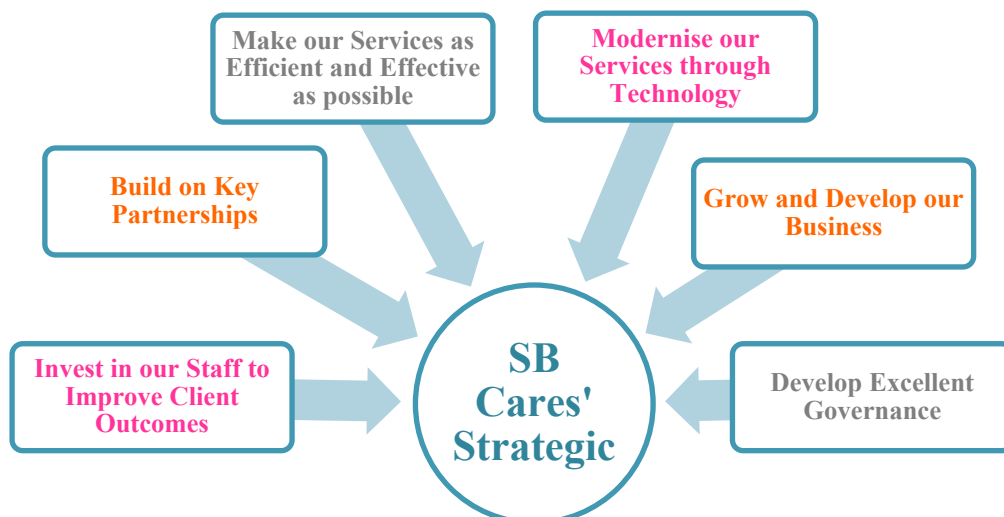 Make our Services as
Efficient and Effective
as possible
Modernise our
Services through
Technology
Build on Key
Partnerships
Grow and Develop our
Business
Invest in our Staff to
Improve Client
Outcomes
SB
Cares'
Strategic
Develop Excellent
Governance